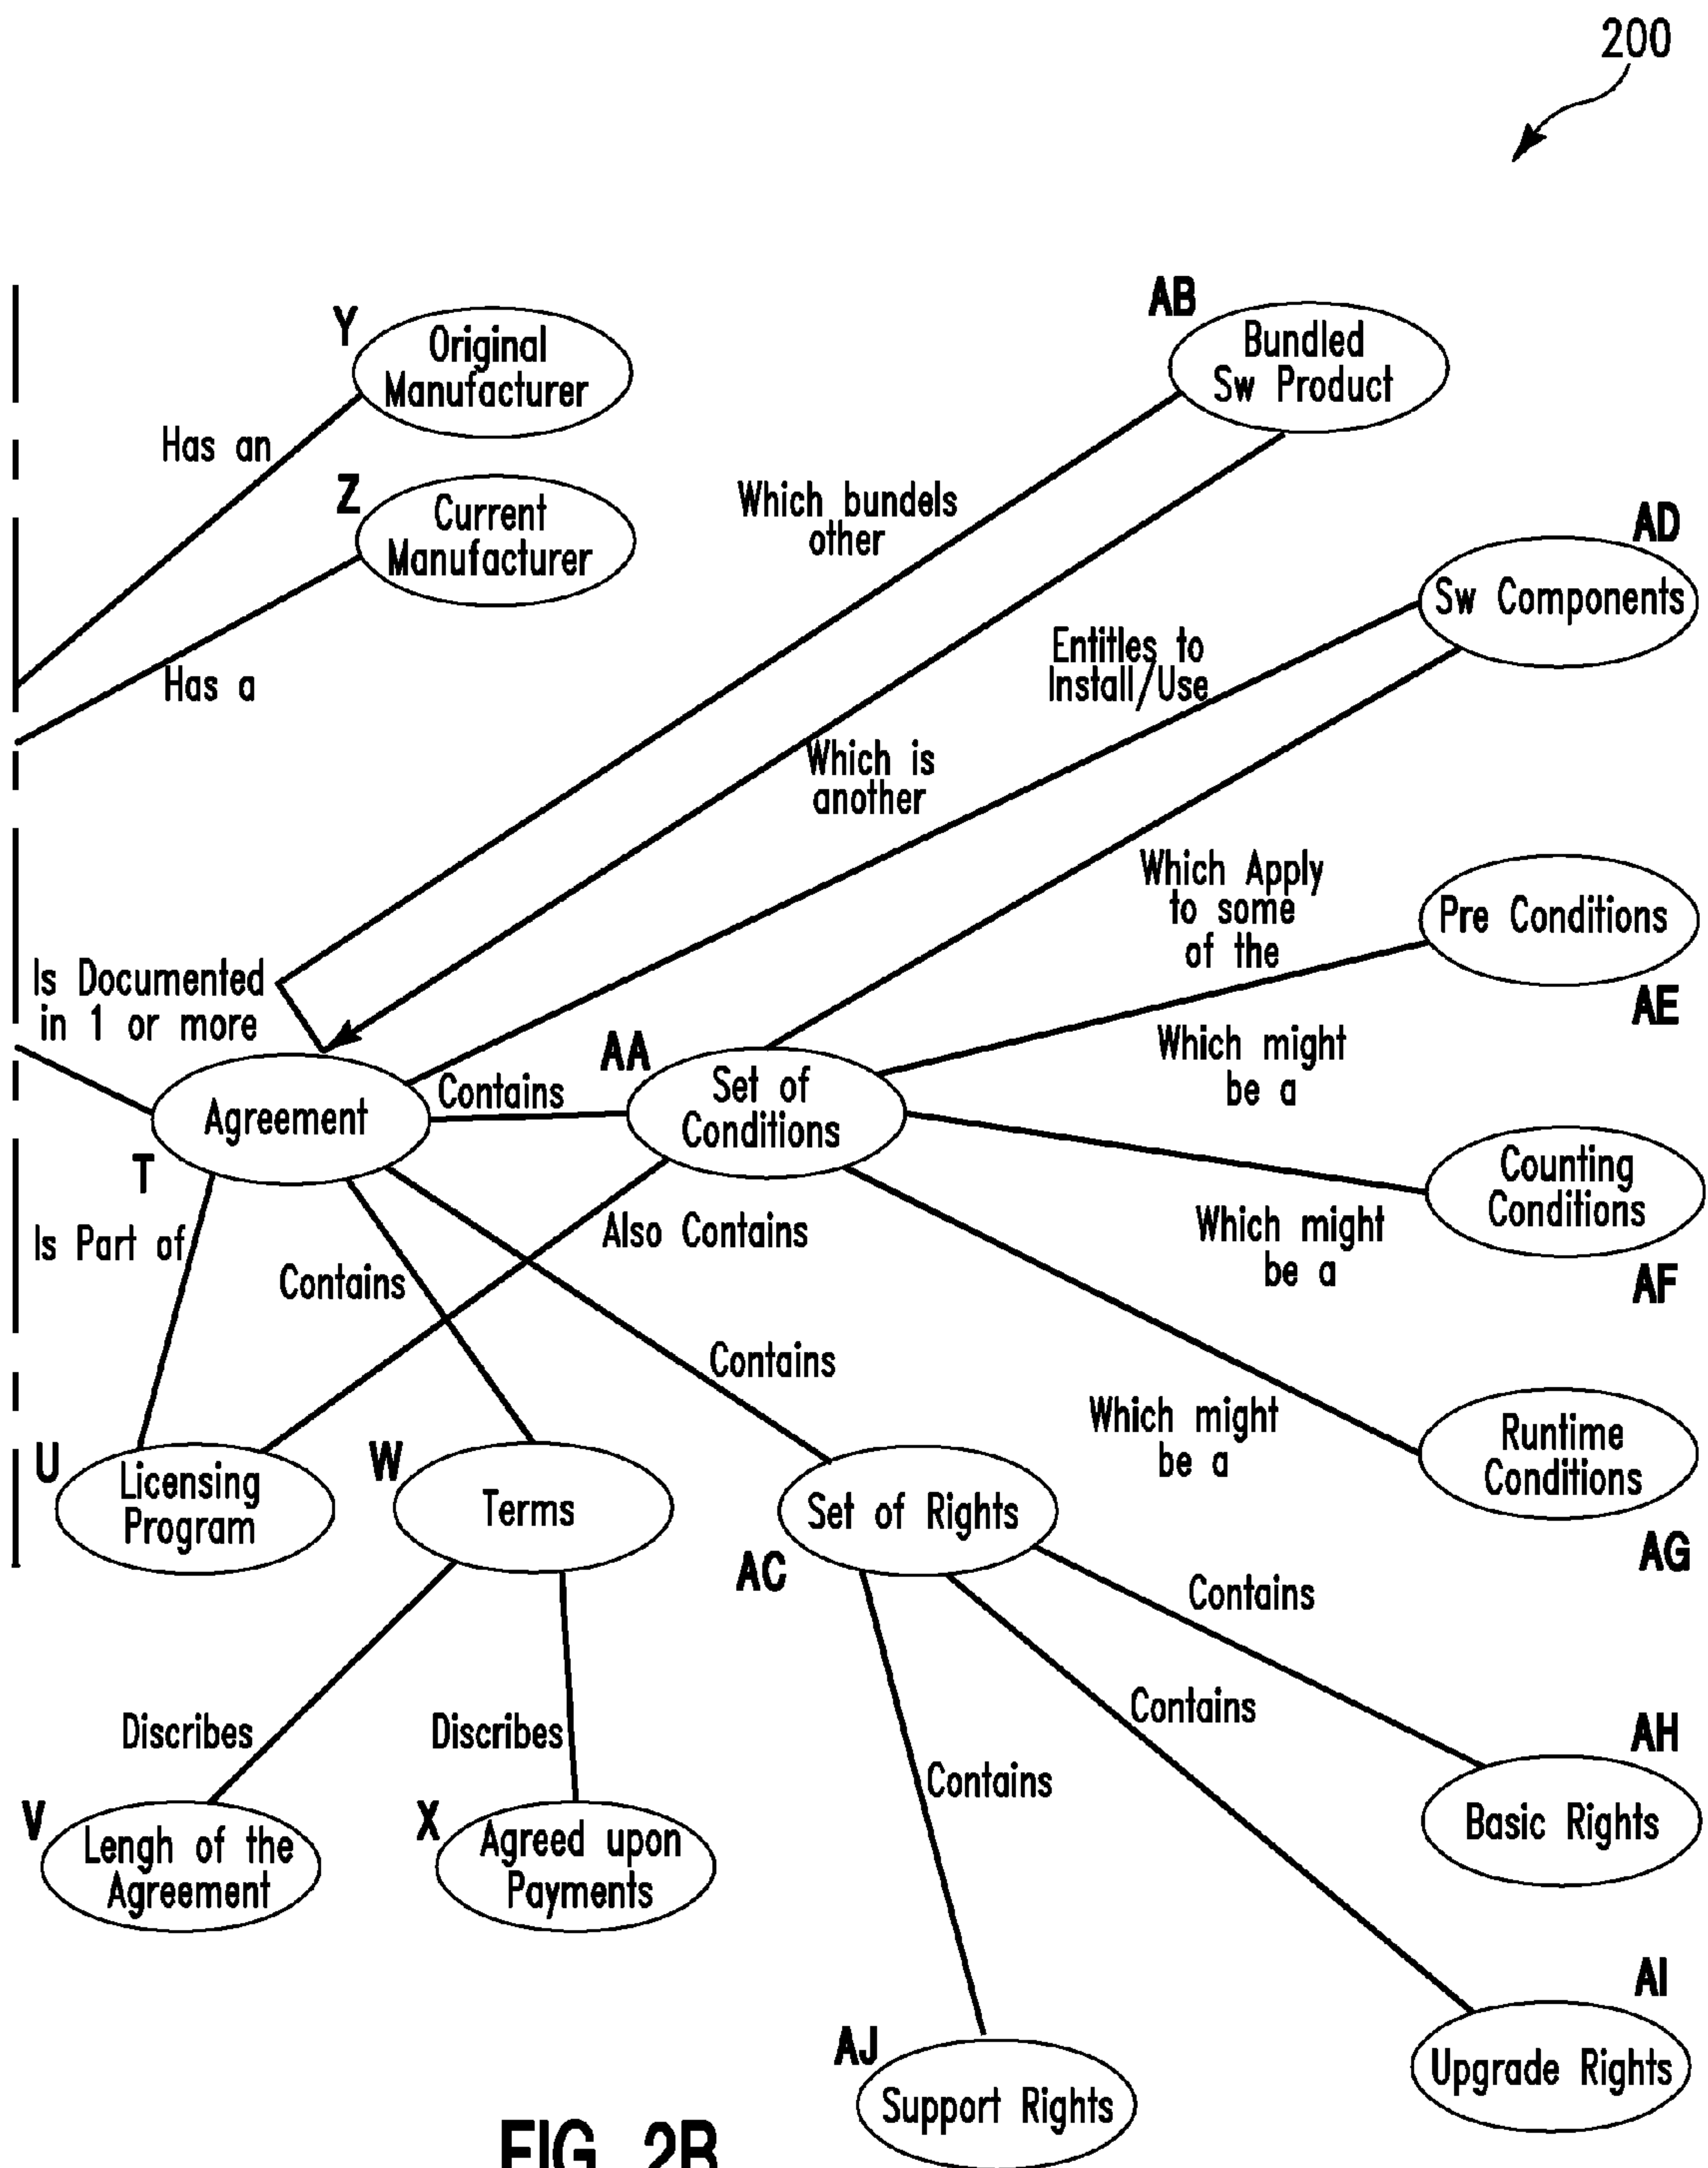 200
Y
Original
Manufacturer
AB
Bundled
Sw Product
Has an
Z
Current
Manufacturer
Which bundels
other
AD
Sw Components
Has a
Entitles to
Install/Use
Which is
another
Which Apply
to some
of the
Pre Conditions
AE
Is Documented
in 1 or more
AA
Set of
Conditions
Which might
be a
Agreement
Contains
T
Counting
Conditions
AF
Is Part of
Also Contains
Which might
be a
Contains
Contains
Which might
be a
Runtime
Conditions
AG
U
Licensing
Program
W
Terms
Set of Rights
AC
Contains
Contains
Discribes
Discribes
Contains
AH
Basic Rights
V
Lengh of the
Agreement
X
Agreed upon
Payments
AI
Upgrade Rights
AJ
Support Rights
FIG. 2B